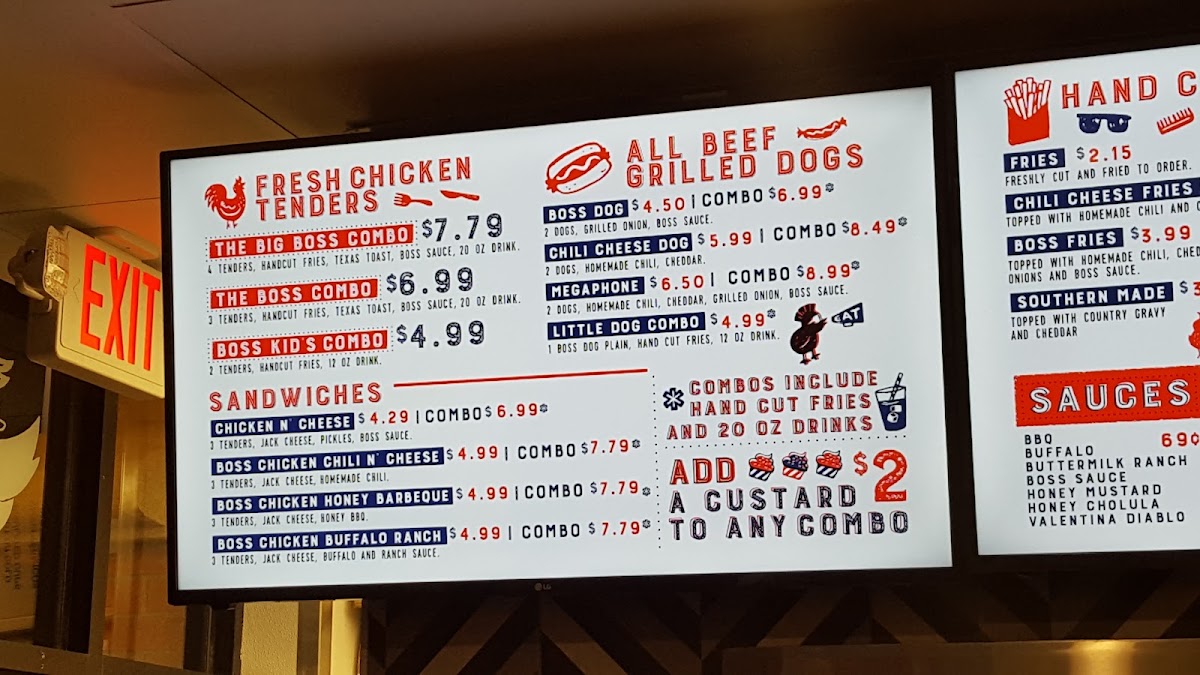 EXIT
FRESH CHICKEN
TENDERS
THE BIG BOSS COMBO $7.79
4 TENDERS, HANDCUT FRIES, TEXAS TOAST, BOSS SAUCE, 20 OZ DRINK.
THE BOSS COMBO $6.99
3 TENDERS, HANDCUT FRIES, TEXAS TOAST, BOSS SAUCE, 20 OZ DRINK.
BOSS KID'S COMBO $4.99
2 TENDERS, HANDCUT FRIES, 12 OZ DRINK.
SANDWICHES
CHICKEN N' CHEESE $4.29 | COMBO $6.99*
3 TENDERS, JACK CHEESE, PICKLES, BOSS SAUCE.
BOSS CHICKEN CHILI N' CHEESE $4.99 | COMBO $7.79*
3 TENDERS, JACK CHEESE, HOMEMADE CHILI.
BOSS CHICKEN HONEY BARBEQUE $4.99 | COMBO $7.79*
3 TENDERS, JACK CHEESE, HONEY BBQ.
BOSS CHICKEN BUFFALO RANCH $4.99 | COMBO $7.79*
3 TENDERS, JACK CHEESE, BUFFALO AND RANCH SAUCE.
ALL BEEF
GRILLED DOGS
BOSS DOG $4.50 | COMBO $6.99*
2 DOGS, GRILLED ONION, BOSS SAUCE.
CHILI CHEESE DOG $5.99 | COMBO $8.49*
2 DOGS, HOMEMADE CHILI, CHEDDAR.
MEGAPHONE $6.50 | COMBO $8.99*
2 DOGS, HOMEMADE CHILI, CHEDDAR, GRILLED ONION, BOSS SAUCE.
LITTLE DOG COMBO $4.99*
1 BOSS DOG PLAIN, HAND CUT FRIES, 12 OZ DRINK.
EAT
* COMBOS INCLUDE
HAND CUT FRIES
AND 20 OZ DRINKS
ADD $2
A CUSTARD
TO ANY COMBO
LG
HAND C
FRIES $2.15
FRESHLY CUT AND FRIED TO ORDER.
CHILI CHEESE FRIES
TOPPED WITH HOMEMADE CHILI AND C
BOSS FRIES $3.99
TOPPED WITH HOMEMADE CHILI, CHED
ONIONS AND BOSS SAUCE.
SOUTHERN MADE $3
TOPPED WITH COUNTRY GRAVY
AND CHEDDAR
SAUCES
BBQ 69¢
BUFFALO
BUTTERMILK RANCH
BOSS SAUCE
HONEY MUSTARD
HONEY CHOLULA
VALENTINA DIABLO